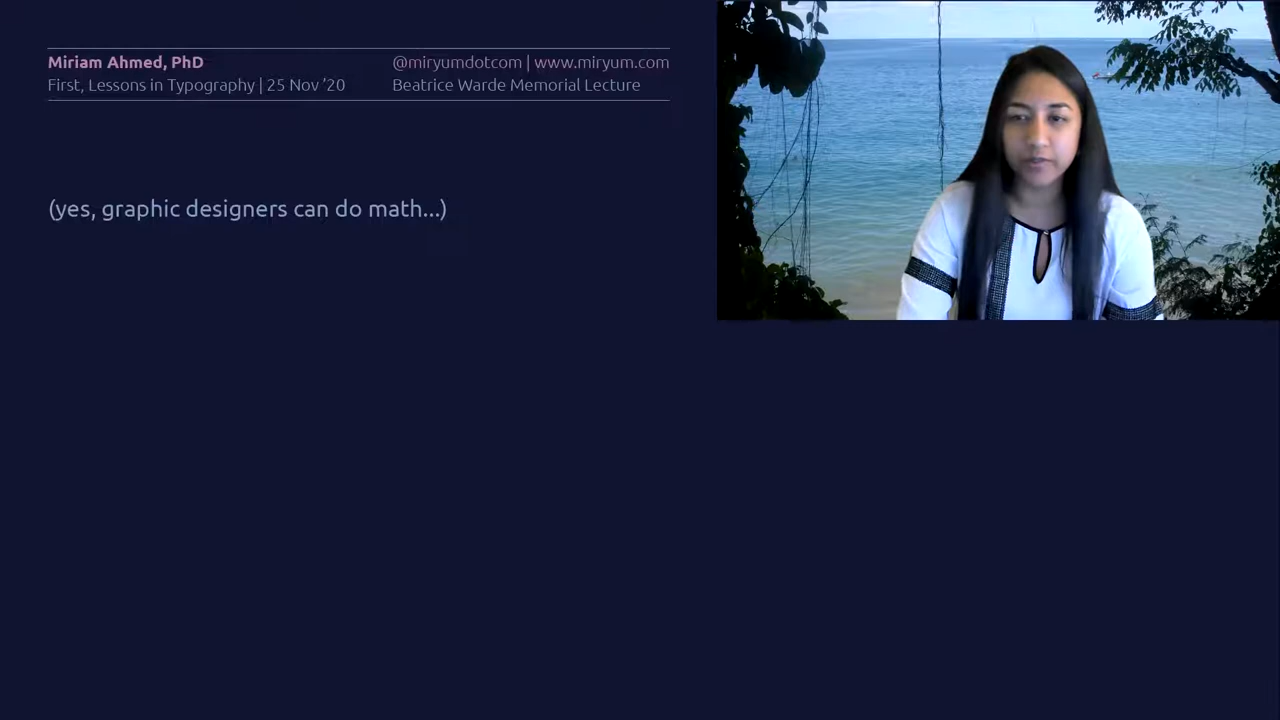 Miriam Ahmed, PhD
First, Lessons in Typography | 25 Nov ‘20
@miryumdotcom | www.miryum.com
Beatrice Warde Memorial Lecture
(yes, graphic designers can do math...)